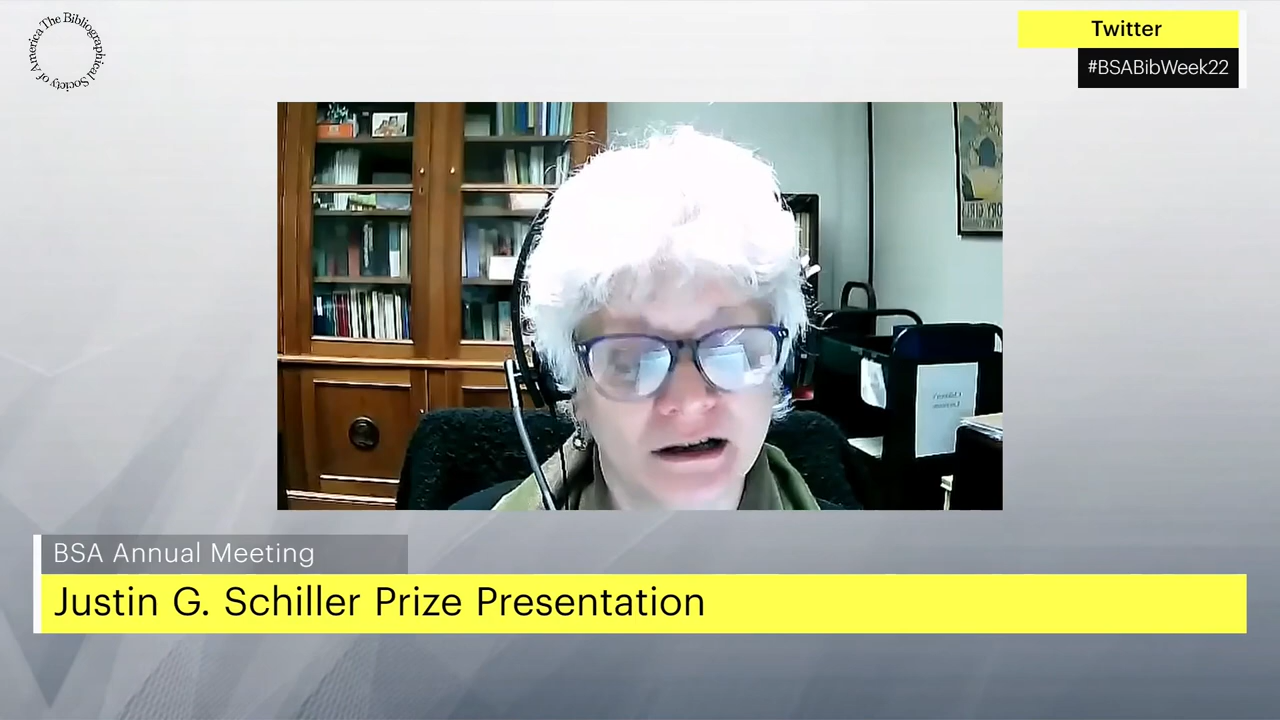 The Bibliographical Society of America
Twitter
#BSABibWeek22
BSA Annual Meeting
Justin G. Schiller Prize Presentation